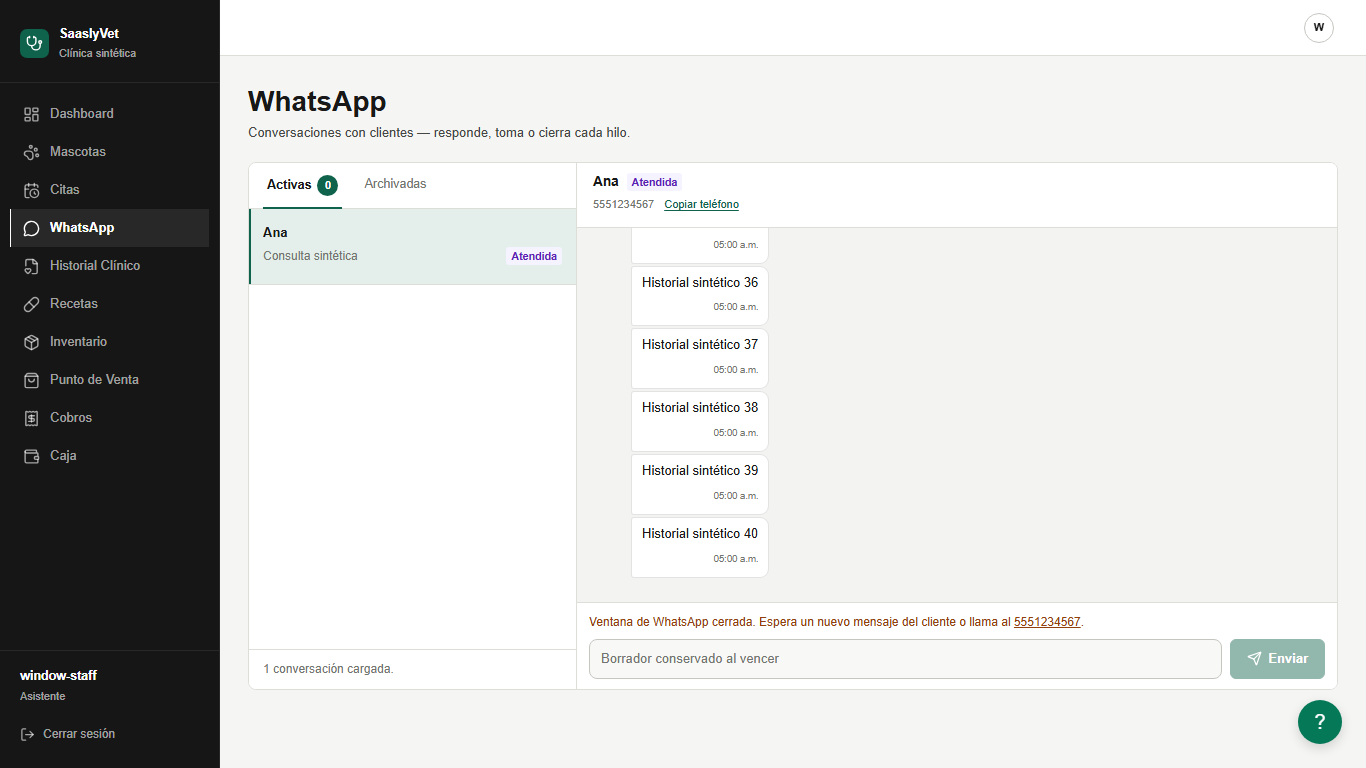 SaaslyVet
Clínica sintética
W
Dashboard
Mascotas
Citas
WhatsApp
Historial Clínico
Recetas
Inventario
Punto de Venta
Cobros
Caja
window-staff
Asistente
Cerrar sesión
WhatsApp
Conversaciones con clientes — responde, toma o cierra cada hilo.
Activas 0 Archivadas
Ana
Consulta sintética Atendida
1 conversación cargada.
Ana Atendida
5551234567 Copiar teléfono
05:00 a.m.
Historial sintético 36
05:00 a.m.
Historial sintético 37
05:00 a.m.
Historial sintético 38
05:00 a.m.
Historial sintético 39
05:00 a.m.
Historial sintético 40
05:00 a.m.
Ventana de WhatsApp cerrada. Espera un nuevo mensaje del cliente o llama al 5551234567.
Borrador conservado al vencer
Enviar
?